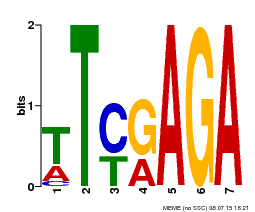 2
bits
1
0
T T C G A G A
A T A
C
1 2 3 4 5 6 7
MEME (no SSC) 08.07.15 16:21